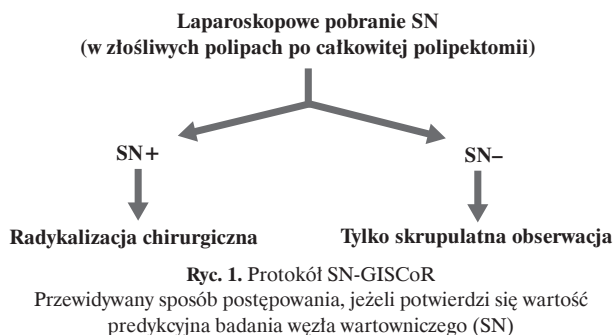 Laparoskopowe pobranie SN
(w złośliwych polipach po całkowitej polipektomii)
SN+
SN–
Radykalizacja chirurgiczna
Tylko skrupulatna obserwacja
Ryc. 1. Protokół SN-GISCoR
Przewidywany sposób postępowania, jeżeli potwierdzi się wartość
predykcyjna badania węzła wartowniczego (SN)